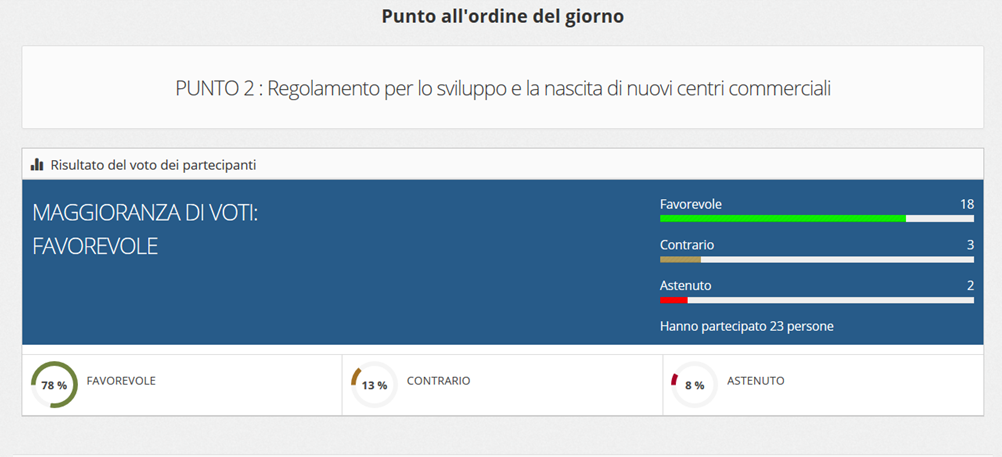 Punto all'ordine del giorno
PUNTO 2 : Regolamento per lo sviluppo e la nascita di nuovi centri commerciali
Risultato del voto dei partecipanti
MAGGIORANZA DI VOTI:
FAVOREVOLE
Favorevole 18
Contrario 3
Astenuto 2
Hanno partecipato 23 persone
78 % FAVOREVOLE
13 % CONTRARIO
8 % ASTENUTO